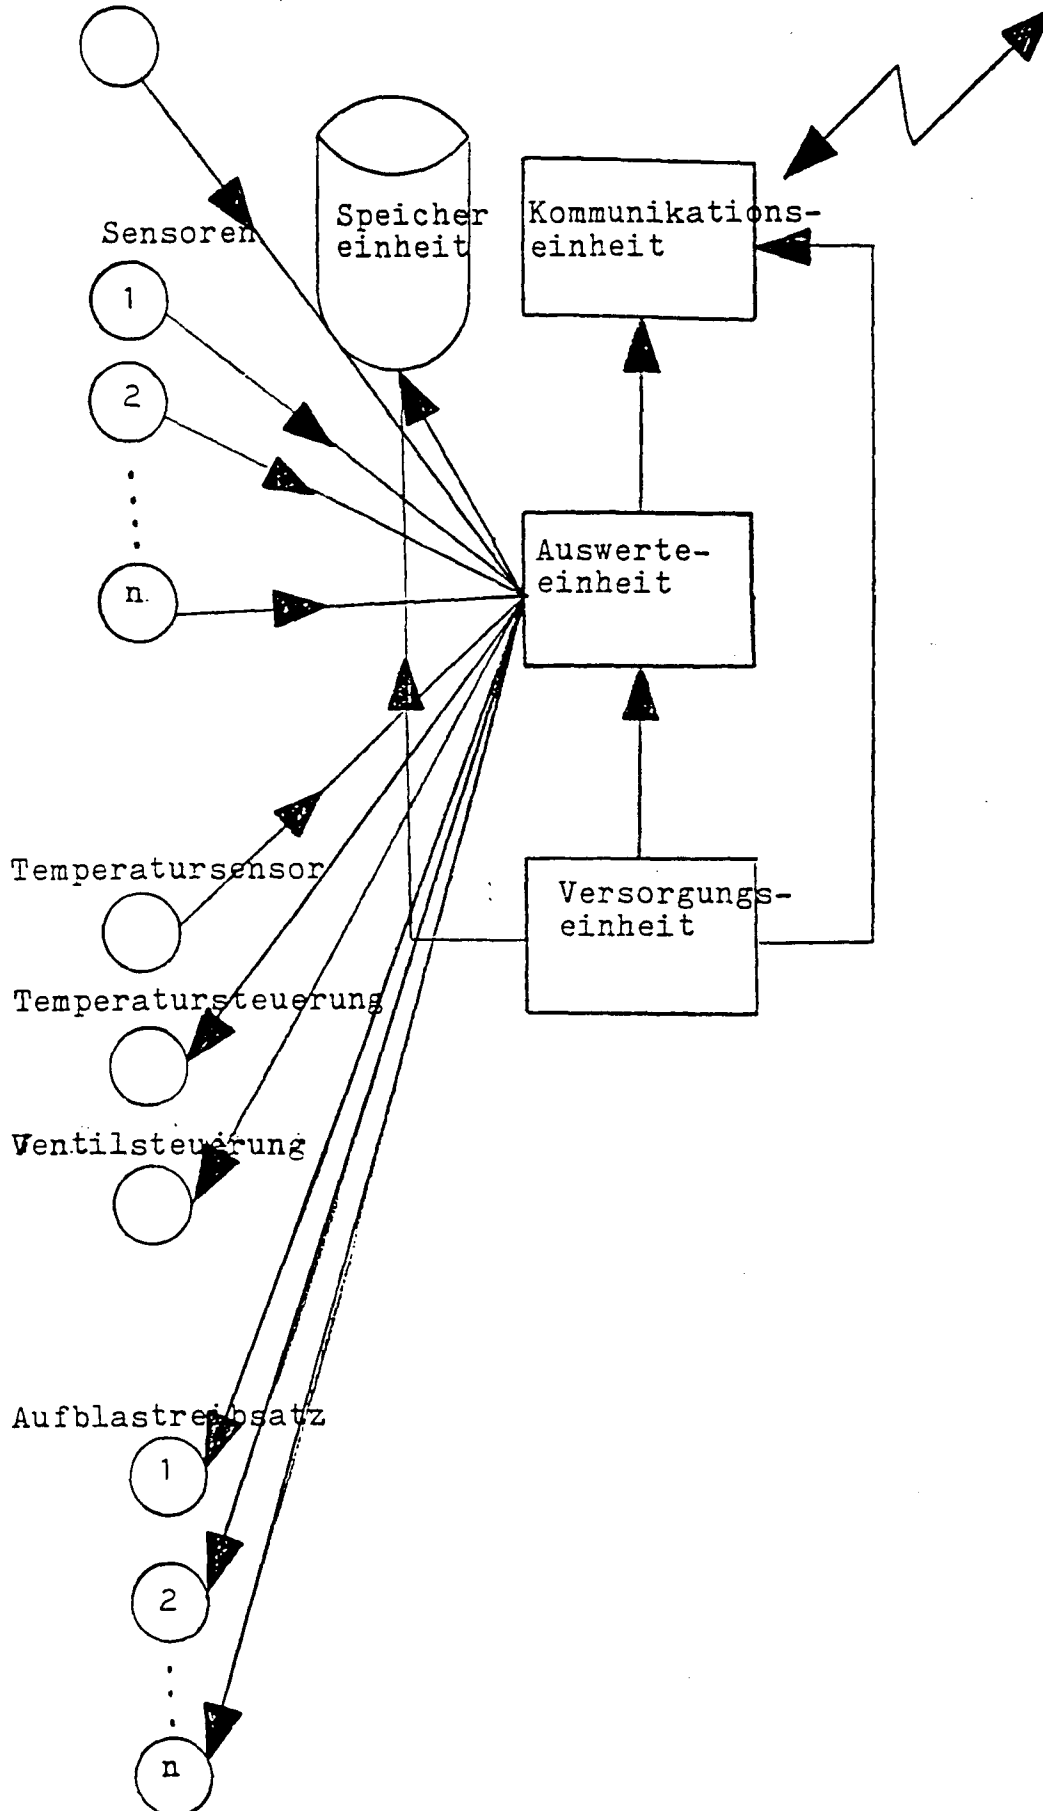 Sensoren
1
2
n
Speicher
einheit
Kommunikations-
einheit
Auswerte-
einheit
Versorgungs-
einheit
Temperatursensor
Temperatursteuerung
Ventilsteuerung
Aufblastreibsatz
1
2
n